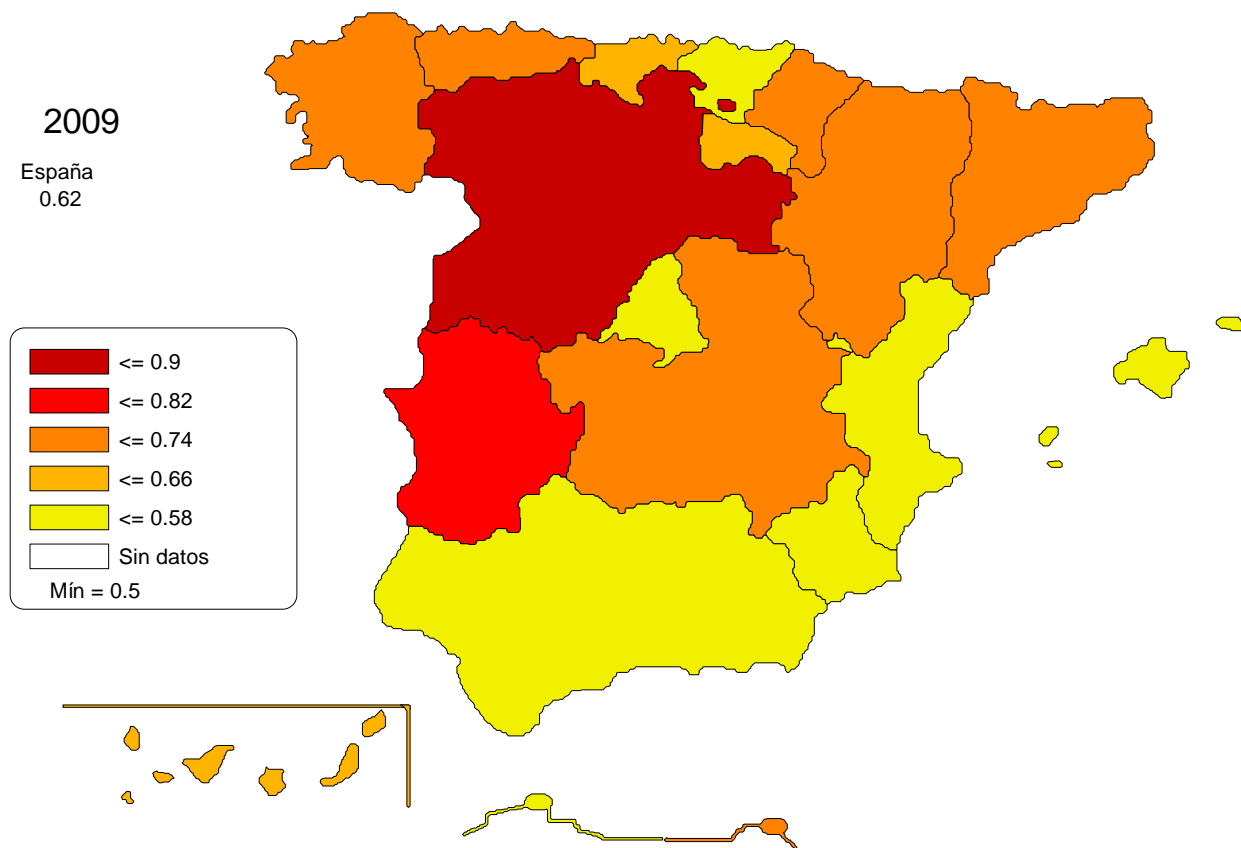 2009
España
0.62
<= 0.9
<= 0.82
<= 0.74
<= 0.66
<= 0.58
Sin datos
Mín = 0.5